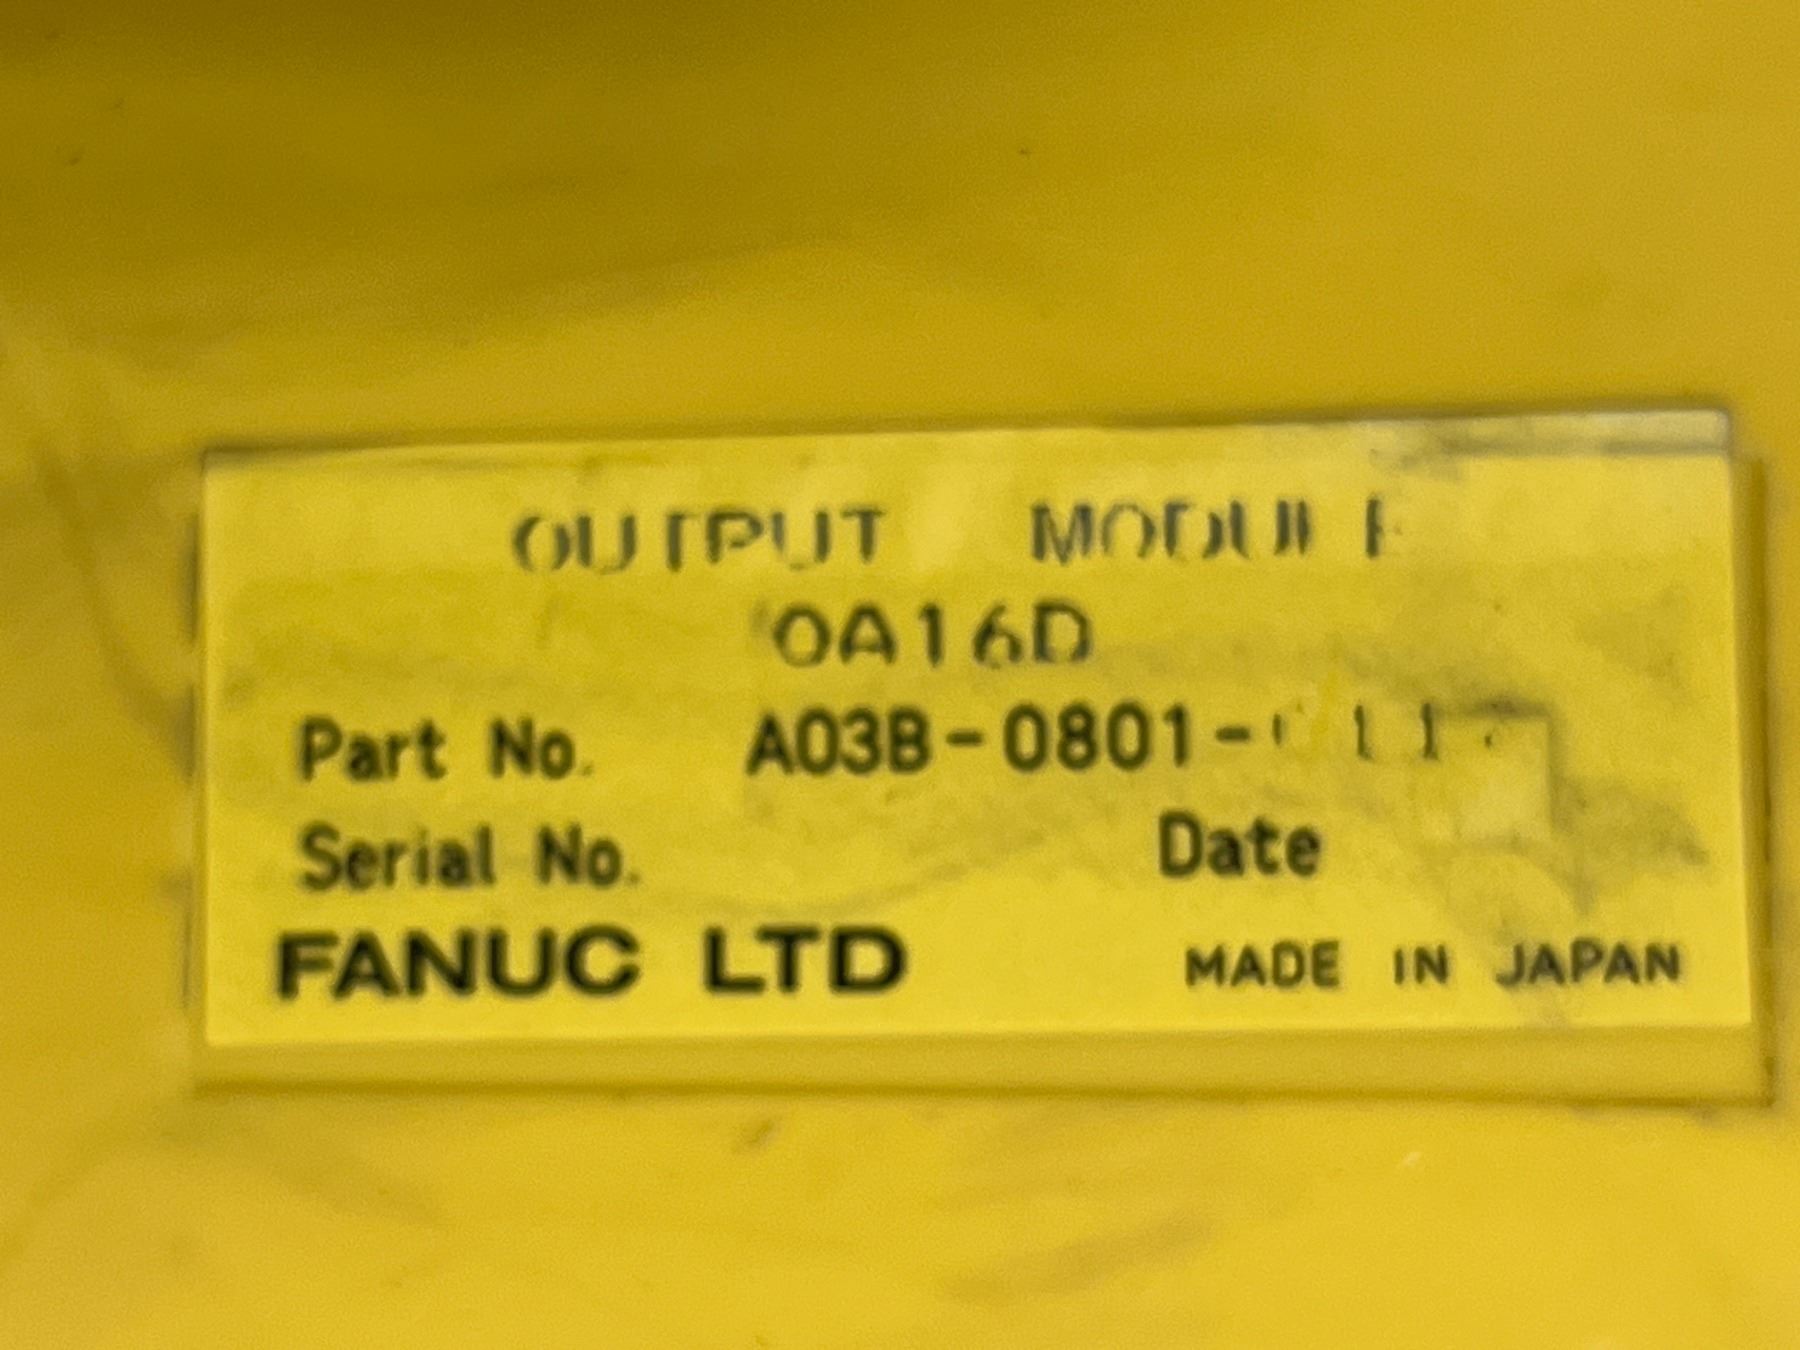 OUTPUT MODULE
OA16D
Part No. A03B-0801-
Serial No. Date
FANUC LTD MADE IN JAPAN